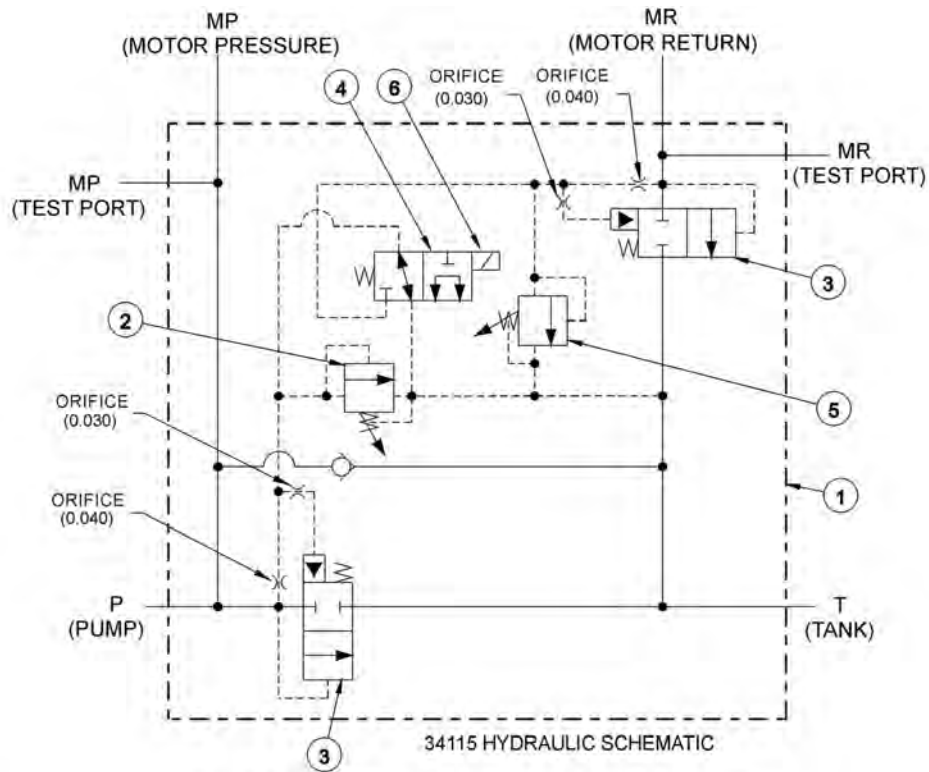 MP
(MOTOR PRESSURE)
MR
(MOTOR RETURN)
ORIFICE
(0.030)
ORIFICE
(0.040)
4
6
MP
(TEST PORT)
MR
(TEST PORT)
3
2
5
ORIFICE
(0.030)
1
ORIFICE
(0.040)
P
(PUMP)
T
(TANK)
3
34115 HYDRAULIC SCHEMATIC